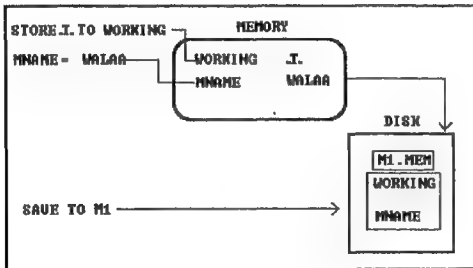 MEMORY
STORE .T. TO WORKING
WORKING .T.
MNAME= WALAA
MNAME WALAA
DISK
M1.MEM
WORKING
SAVE TO M1
MNAME